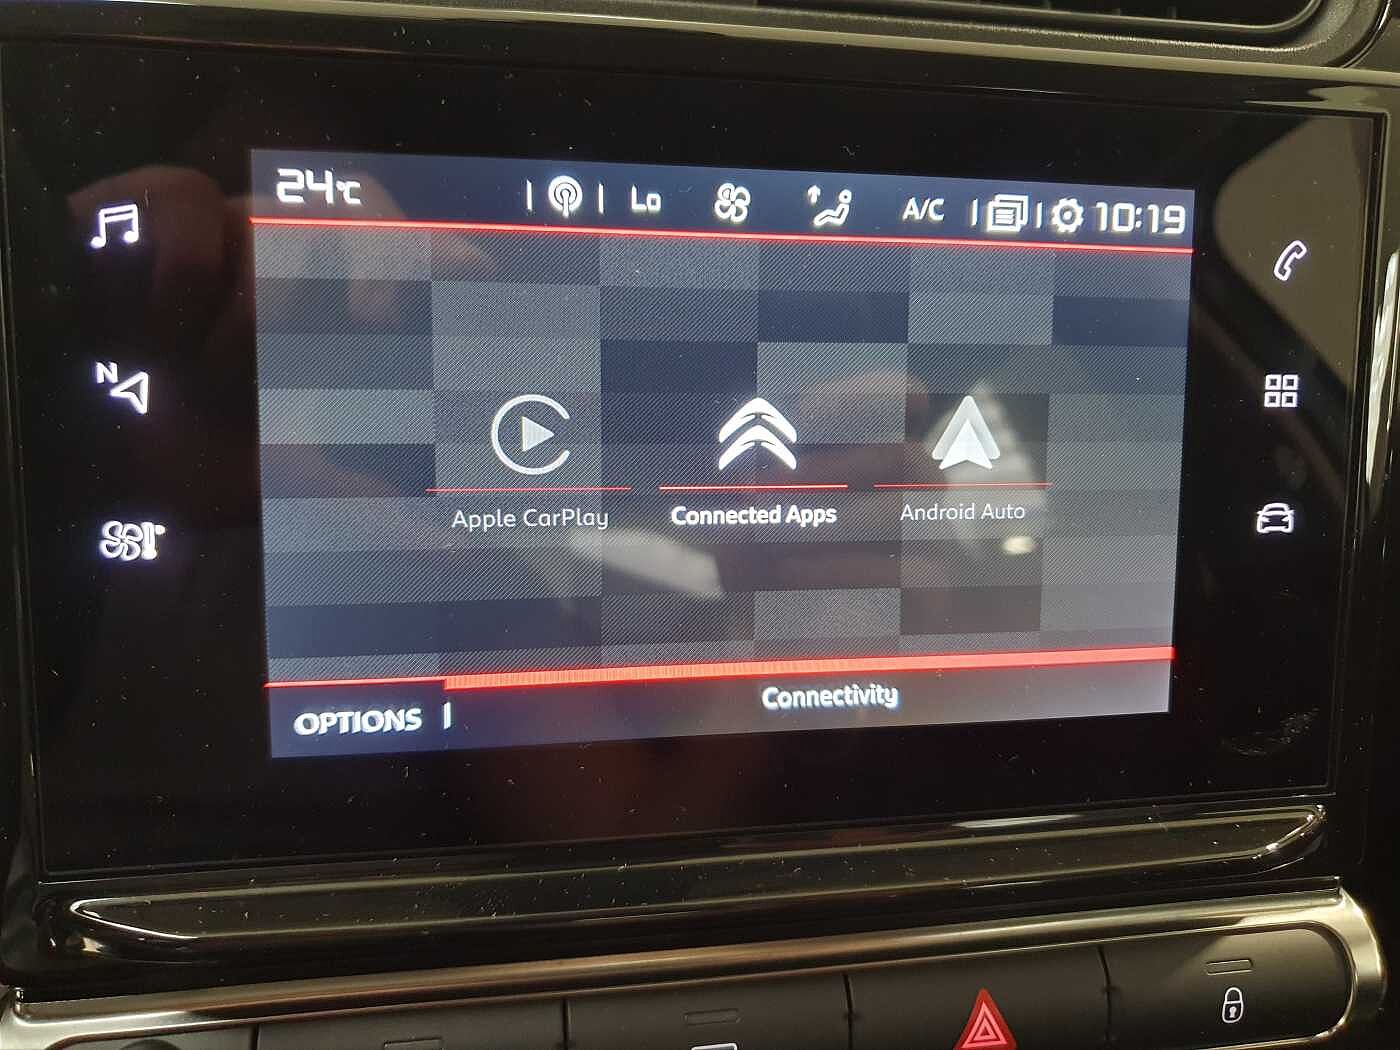 24°C Lo A/C 10:19
N
Apple CarPlay Connected Apps Android Auto
OPTIONS Connectivity